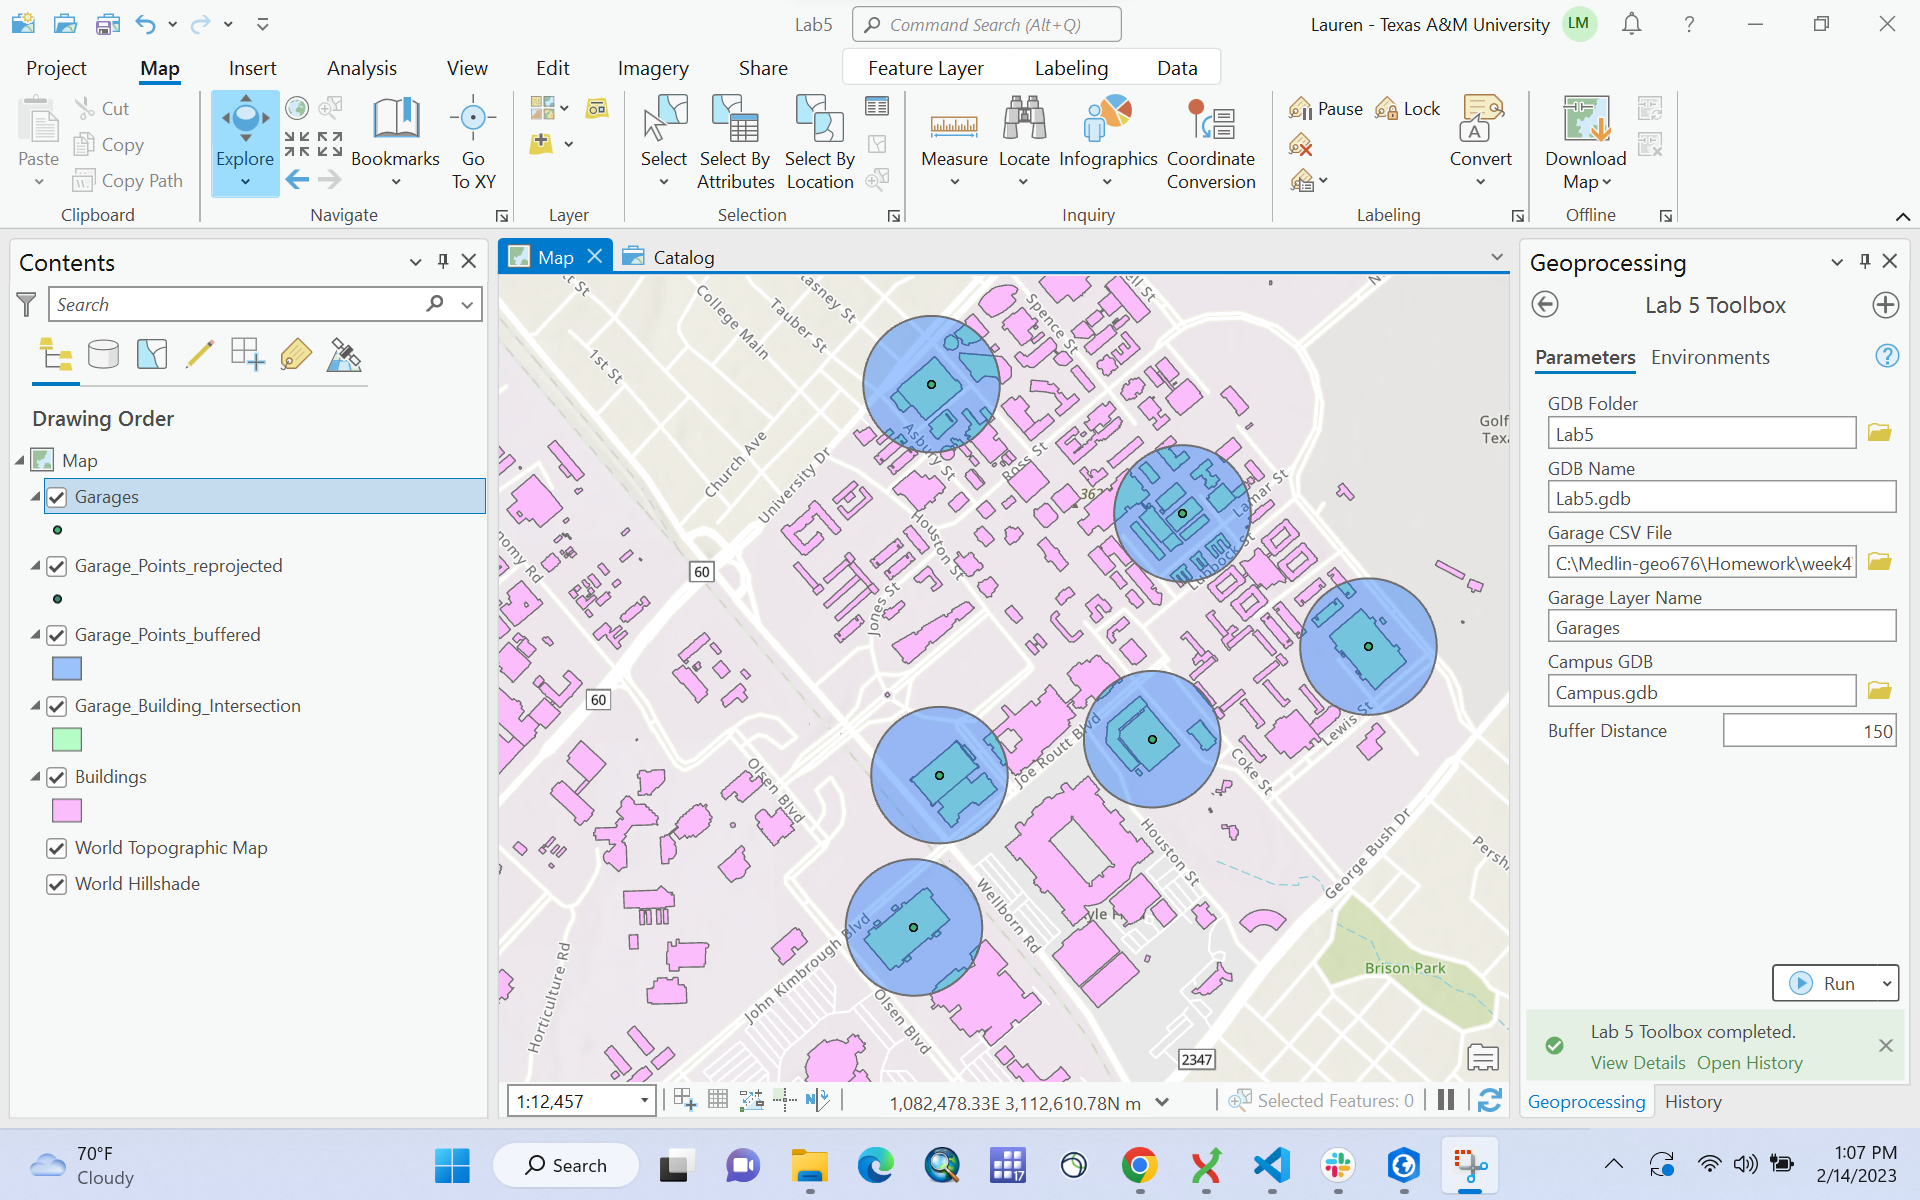 Lab5
Command Search (Alt+Q)
Lauren - Texas A&M University
LM
?
Project
Map
Insert
Analysis
View
Edit
Imagery
Share
Feature Layer
Labeling
Data
Paste
Cut
Copy
Copy Path
Clipboard
Explore
Bookmarks
Go
To XY
Navigate
Layer
Select
Select By
Attributes
Select By
Location
Selection
Measure
Locate
Infographics
Coordinate
Conversion
Inquiry
Pause
Lock
A
Convert
Labeling
Download
Map
Offline
Contents
Search
Drawing Order
Map
Garages
Garage_Points_reprojected
Garage_Points_buffered
Garage_Building_Intersection
Buildings
World Topographic Map
World Hillshade
Map
Catalog
College Main
Tauber St
1st St
Spence St
Church Ave
University Dr
Asbury St
Ross St
362
Lamar St
Lubbock St
Golf
Texa
Houston St
Jones St
nomy Rd
60
60
Joe Routt Blvd
Lewis St
Coke St
Olsen Blvd
Houston St
George Bush Dr
Persh
Wellborn Rd
John Kimbrough Blvd
Olsen Blvd
Horticulture Rd
Brison Park
2347
1:12,457
N
1,082,478.33E 3,112,610.78N m
Selected Features: 0
Geoprocessing
Lab 5 Toolbox
Parameters
Environments
?
GDB Folder
Lab5
GDB Name
Lab5.gdb
Garage CSV File
C:\Medlin-geo676\Homework\week4
Garage Layer Name
Garages
Campus GDB
Campus.gdb
Buffer Distance
150
Run
Lab 5 Toolbox completed.
View Details Open History
Geoprocessing
History
70°F
Cloudy
Search
17
1:07 PM
2/14/2023